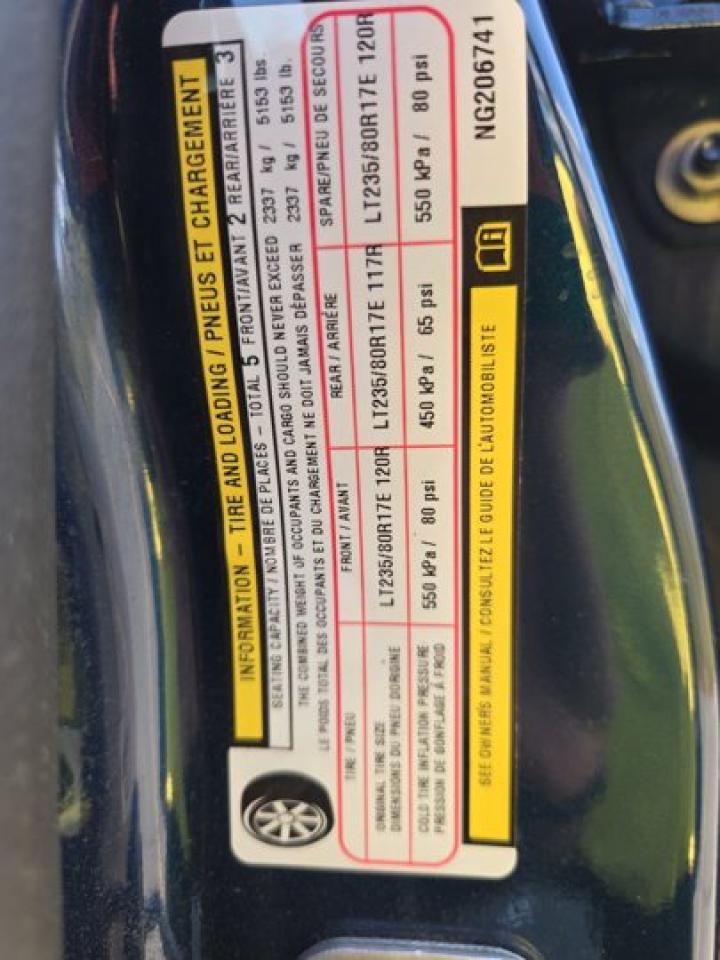 INFORMATION – TIRE AND LOADING / PNEUS ET CHARGEMENT
SEATING CAPACITY / NOMBRE DE PLACES – TOTAL 5 FRONT/AVANT 2 REAR/ARRIÈRE 3
THE COMBINED WEIGHT OF OCCUPANTS AND CARGO SHOULD NEVER EXCEED 2337 kg / 5153 lbs.
LE POIDS TOTAL DES OCCUPANTS ET DU CHARGEMENT NE DOIT JAMAIS DÉPASSER 2337 kg / 5153 lb.
TIRE / PNEU FRONT / AVANT REAR / ARRIÈRE SPARE/PNEU DE SECOURS
ORIGINAL TIRE SIZE
DIMENSIONS DU PNEU DORIGINE
LT235/80R17E 120R LT235/80R17E 117R LT235/80R17E 120R
COLD TIRE INFLATION PRESSURE
PRESSION DE GONFLAGE À FROID
550 kPa / 80 psi 450 kPa / 65 psi 550 kPa / 80 psi
SEE OWNER'S MANUAL / CONSULTEZ LE GUIDE DE L'AUTOMOBILISTE
NG206741